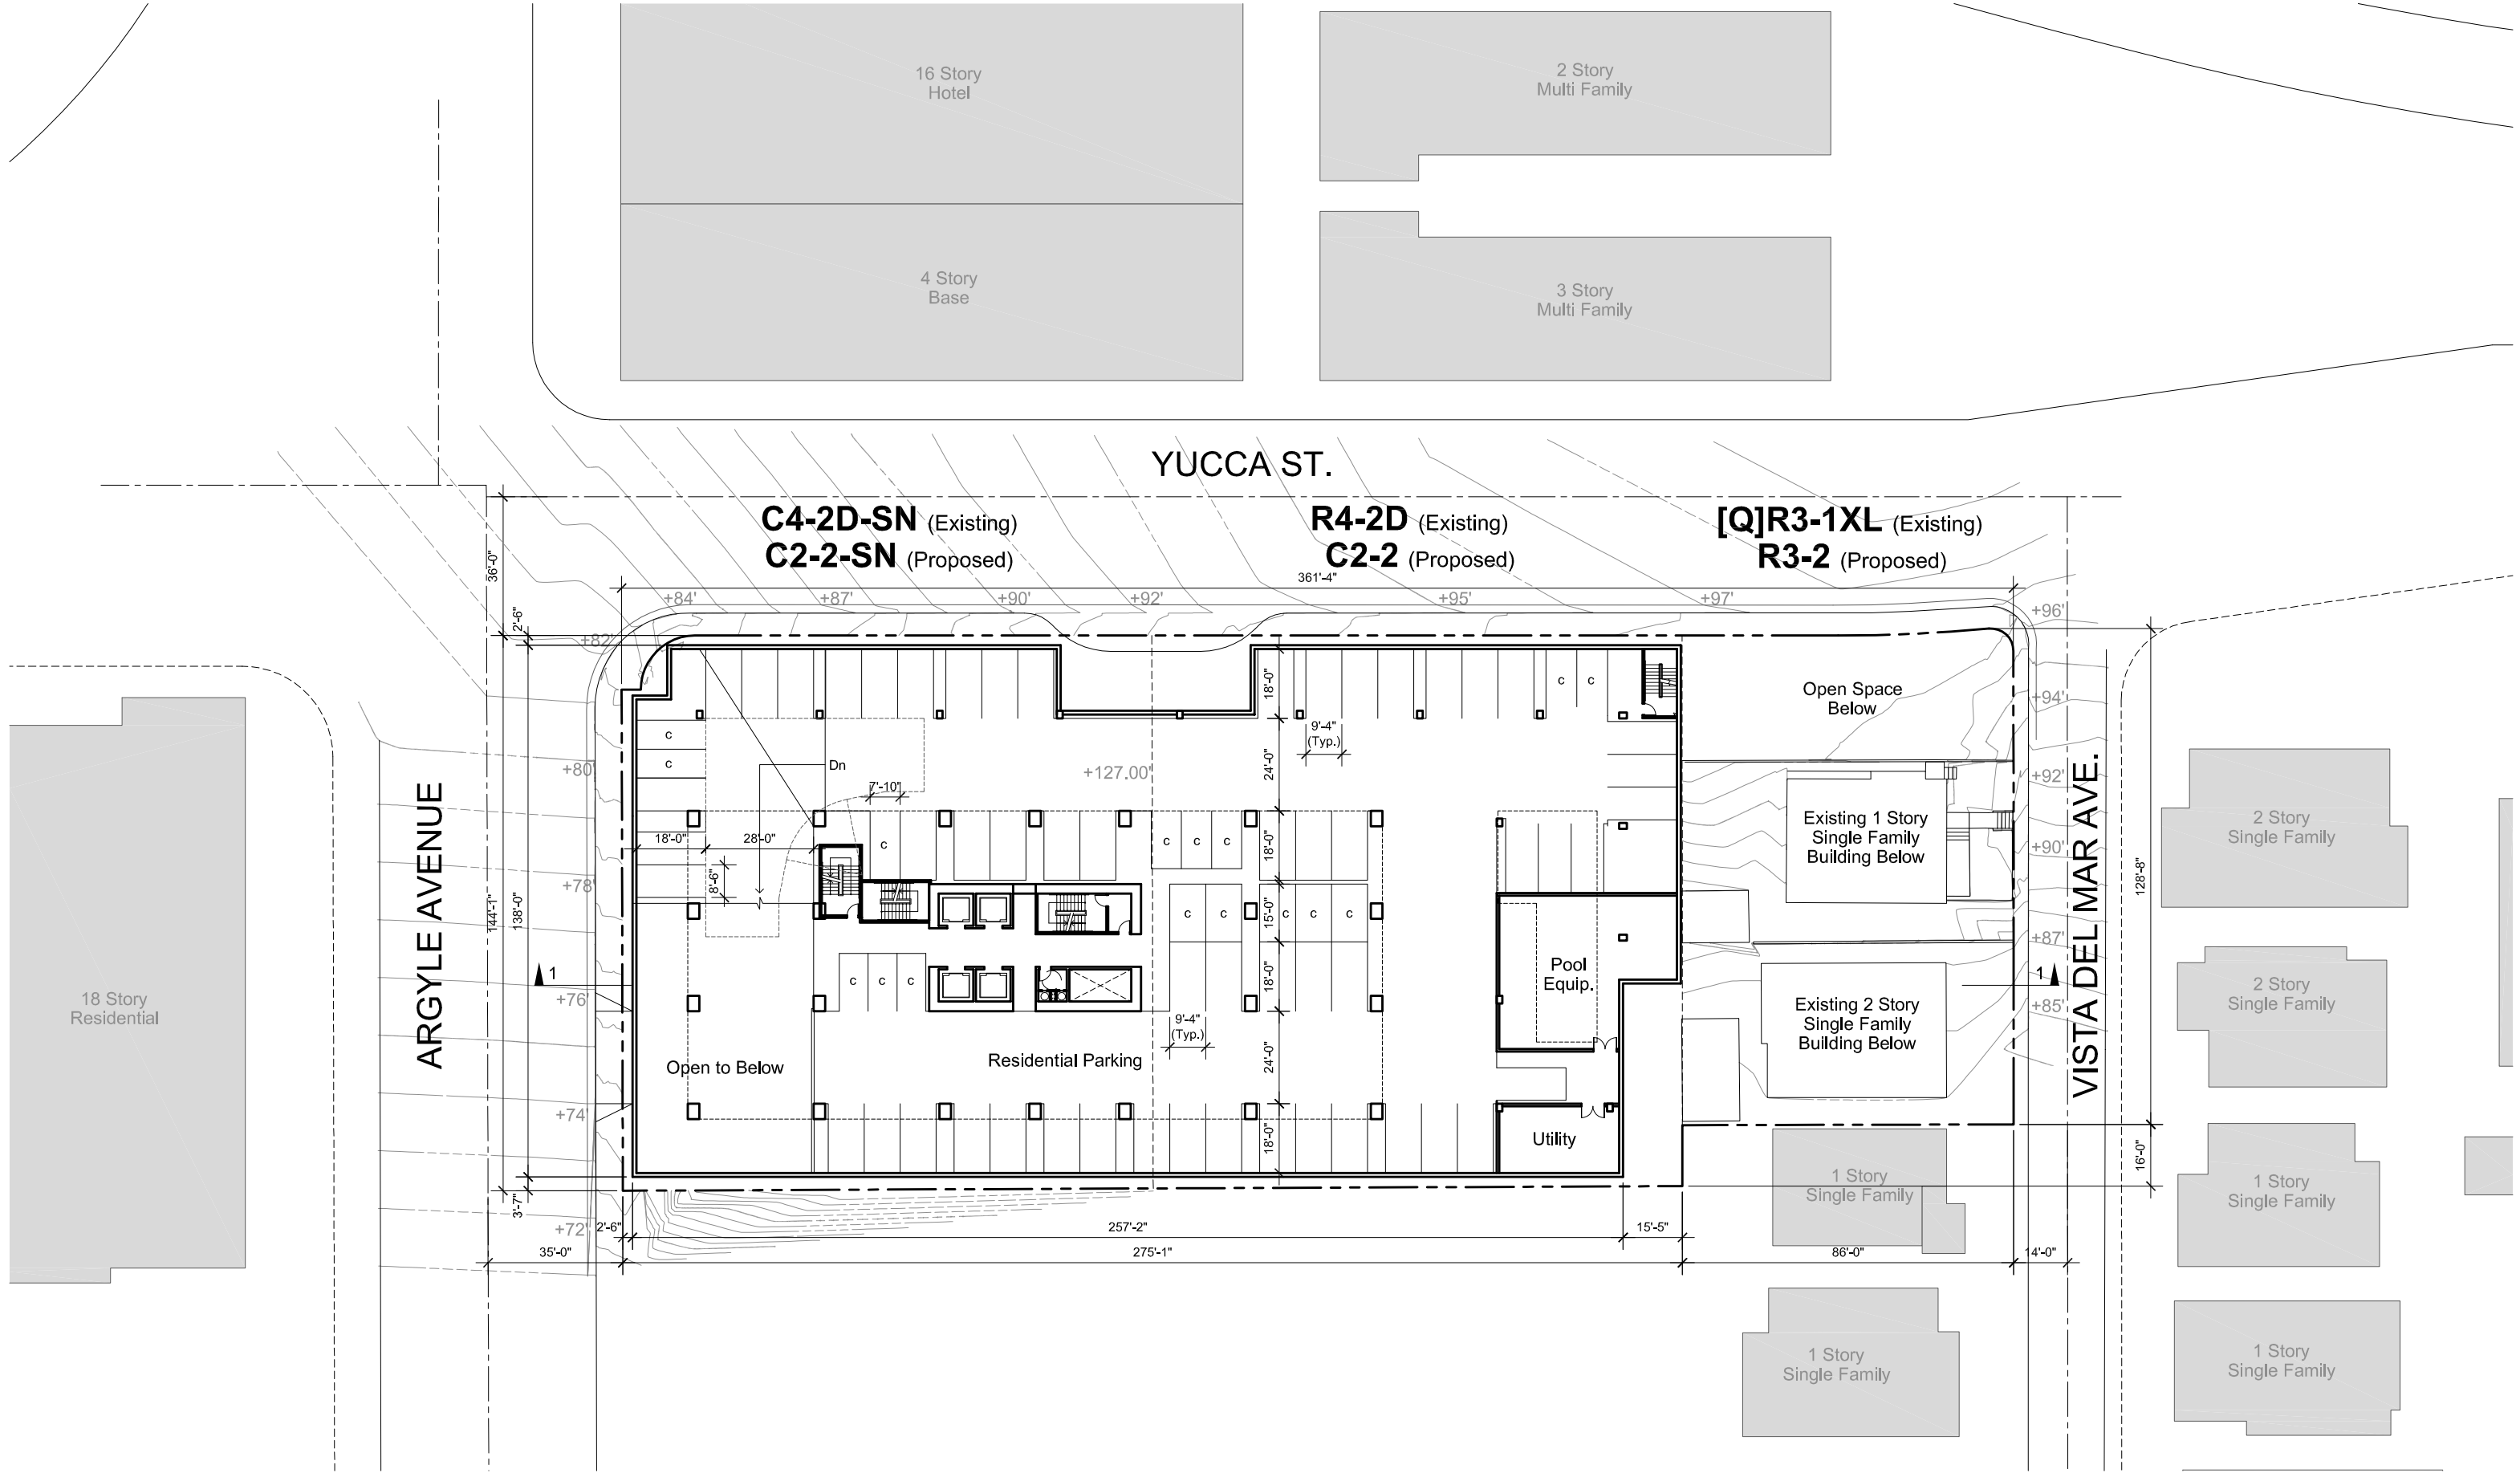 16 Story
Hotel
2 Story
Multi Family
4 Story
Base
3 Story
Multi Family
YUCCA ST.
C4-2D-SN (Existing)
C2-2-SN (Proposed)
R4-2D (Existing)
C2-2 (Proposed)
[Q]R3-1XL (Existing)
R3-2 (Proposed)
361'-4"
36'-0"
2'-6"
+84'
+87'
+90'
+92'
+95'
+97'
+96'
+82'
18'-0"
c
c
Open Space
Below
+94'
c
c
9'-4"
(Typ.)
+80'
Dn
+127.00'
24'-0"
+92'
7'-10"
ARGYLE AVENUE
VISTA DEL MAR AVE.
2 Story
Single Family
Existing 1 Story
Single Family
Building Below
18'-0"
28'-0"
c
c
c
c
18'-0"
+90'
+78'
8'-6"
144'-1"
138'-0"
128'-8"
c
c
15'-0"
c
c
c
+87'
1
Pool
Equip.
1
c
c
c
18'-0"
2 Story
Single Family
18 Story
Residential
+76'
Existing 2 Story
Single Family
Building Below
+85'
9'-4"
(Typ.)
Open to Below
Residential Parking
24'-0"
+74'
Utility
18'-0"
16'-0"
1 Story
Single Family
1 Story
Single Family
3'-7"
+72'
2'-6"
257'-2"
15'-5"
35'-0"
275'-1"
86'-0"
14'-0"
1 Story
Single Family
1 Story
Single Family